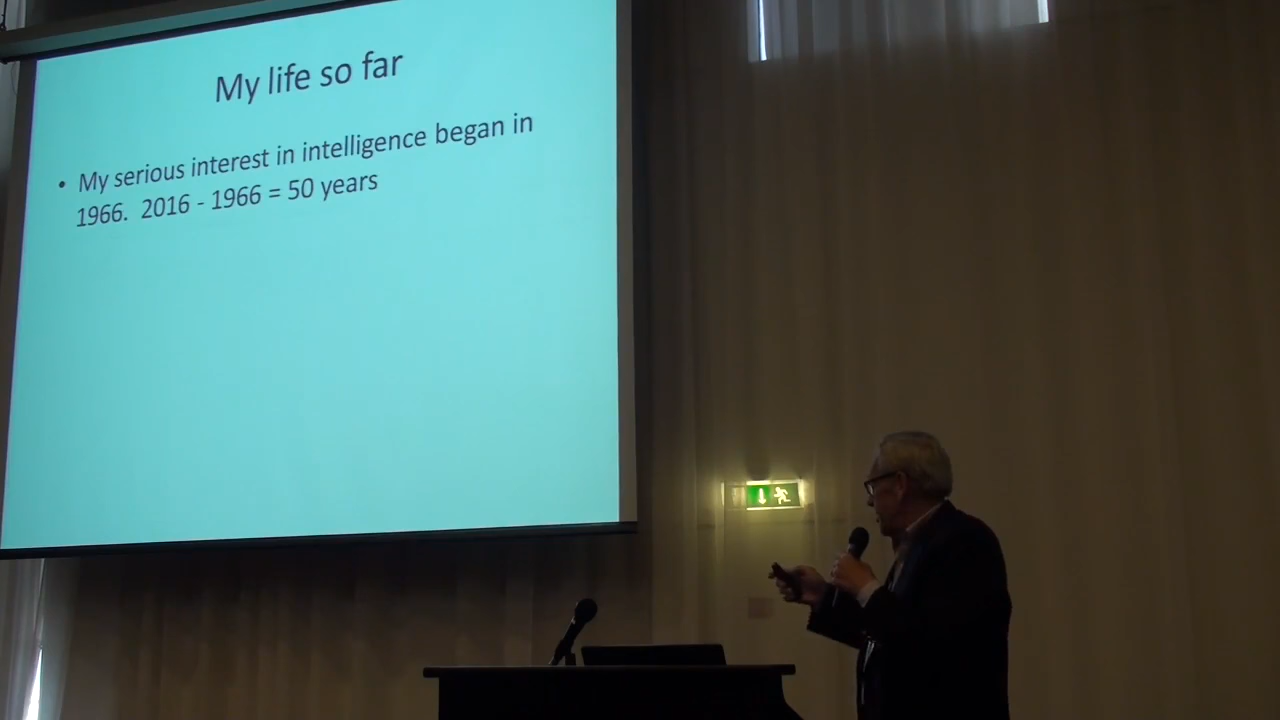 My life so far
• My serious interest in intelligence began in
1966.  2016 - 1966 = 50 years